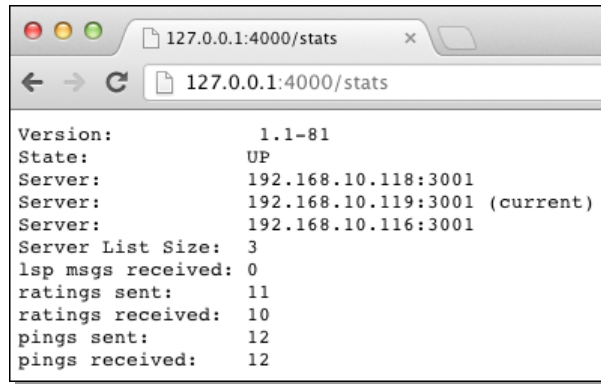 127.0.0.1:4000/stats
127.0.0.1:4000/stats
Version: 1.1-81
State: UP
Server: 192.168.10.118:3001
Server: 192.168.10.119:3001 (current)
Server: 192.168.10.116:3001
Server List Size: 3
lsp msgs received: 0
ratings sent: 11
ratings received: 10
pings sent: 12
pings received: 12